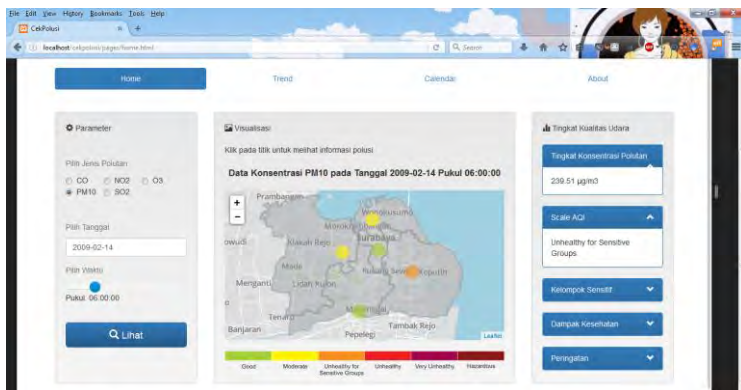 File Edit View History Bookmarks Tools Help
CekPolusi
localhost/cekpolusi/pages/home.html
Search
Home Trend Calendar About
Parameter
Pilih Jenis Polutan
CO NO2 O3
PM10 SO2
Pilih Tanggal
2009-02-14
Pilih Waktu
Pukul 06:00:00
Lihat
Visualisasi
Klik pada titik untuk melihat informasi polusi
Data Konsentrasi PM10 pada Tanggal 2009-02-14 Pukul 06:00:00
+
-
Prambangan
Wonokusumo
Surabaya
Made
Menganti
Lidah Kulon
Banjaran
Pepelegi
Tambak Rejo
Leaflet
Good Moderate Unhealthy for Sensitive Groups Unhealthy Very Unhealthy Hazardous
Tingkat Kualitas Udara
Tingkat Konsentrasi Polutan
239.51 µg/m3
Scale AQI
Unhealthy for Sensitive
Groups
Kelompok Sensitif
Dampak Kesehatan
Peringatan